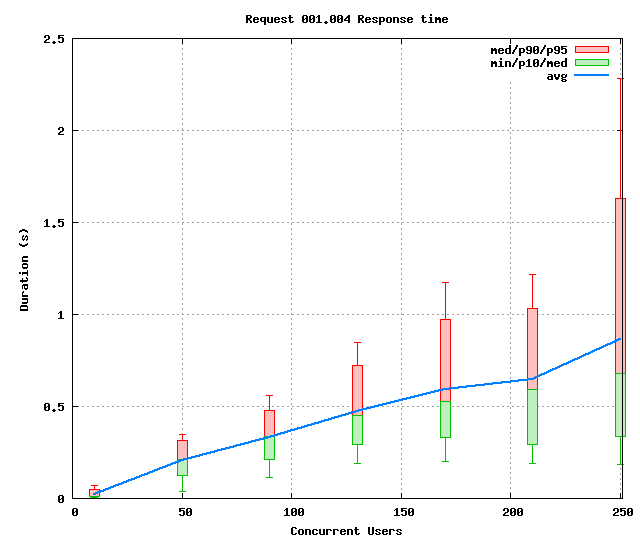 Request 001.004 Response time
med/p90/p95
min/p10/med
avg
2.5
2
1.5
1
0.5
0
Duration (s)
0 50 100 150 200 250
Concurrent Users